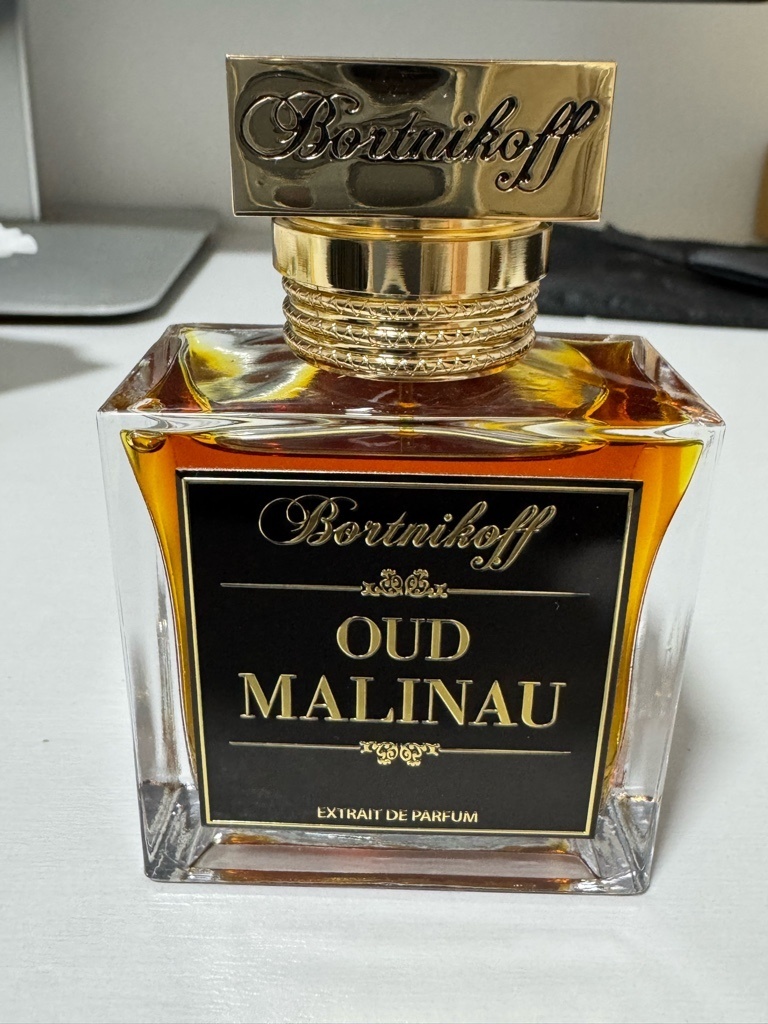 Bortnikoff
Bortnikoff
OUD
MALINAU
EXTRAIT DE PARFUM